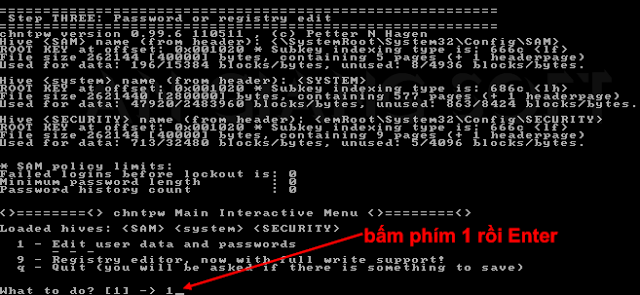 =========================================================
Step THREE: Password or registry edit
=========================================================
chntpw version 0.99.6 110511 , (c) Petter N Hagen
Hive <SAM> name (from header): <\SystemRoot\System32\Config\SAM>
ROOT KEY at offset: 0x001020 * Subkey indexing type is: 666c <lf>
File size 262144 [40000] bytes, containing 6 pages (+ 1 headerpage)
Used for data: 196/15384 blocks/bytes, unused: 5/4936 blocks/bytes.
Hive <system> name (from header): <SYSTEM>
ROOT KEY at offset: 0x001020 * Subkey indexing type is: 686c <lh>
bytes, containing 577 pages (+ 1 headerpage)
Used for data: 47920/2483960 blocks/bytes, unused: 863/8424 blocks/bytes.
Hive <SECURITY> name (from header): <emRoot\System32\Config\SECURITY>
ROOT KEY at offset: 0x001020 * Subkey indexing type is: 666c <lf>
File size 262144 [40000] bytes, containing 9 pages (+ 1 headerpage)
Used for data: 713/32480 blocks/bytes, unused: 5/4096 blocks/bytes.
* SAM policy limits:
Failed logins before lockout is: 0
Minimum password length : 0
Password history count : 0
<>========<> chntpw Main Interactive Menu <>========<>
Loaded hives: <SAM> <system> <SECURITY>
1 - Edit user data and passwords
- - -
9 - Registry editor, now with full write support!
q - Quit (you will be asked if there is something to save)
bấm phím 1 rồi Enter
What to do? [1] -> 1_